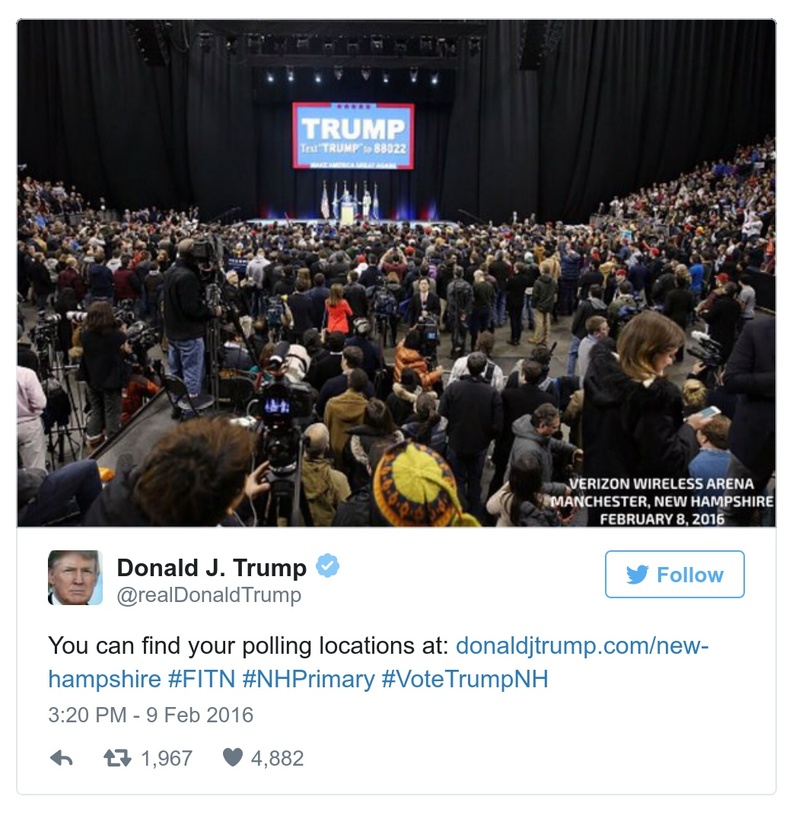 TRUMP
Text "TRUMP" to 88022
MAKE AMERICA GREAT AGAIN!
VERIZON WIRELESS ARENA
MANCHESTER, NEW HAMPSHIRE
FEBRUARY 8, 2016
Donald J. Trump
@realDonaldTrump
Follow
You can find your polling locations at: donaldjtrump.com/new-
hampshire #FITN #NHPrimary #VoteTrumpNH
3:20 PM - 9 Feb 2016
1,967 4,882